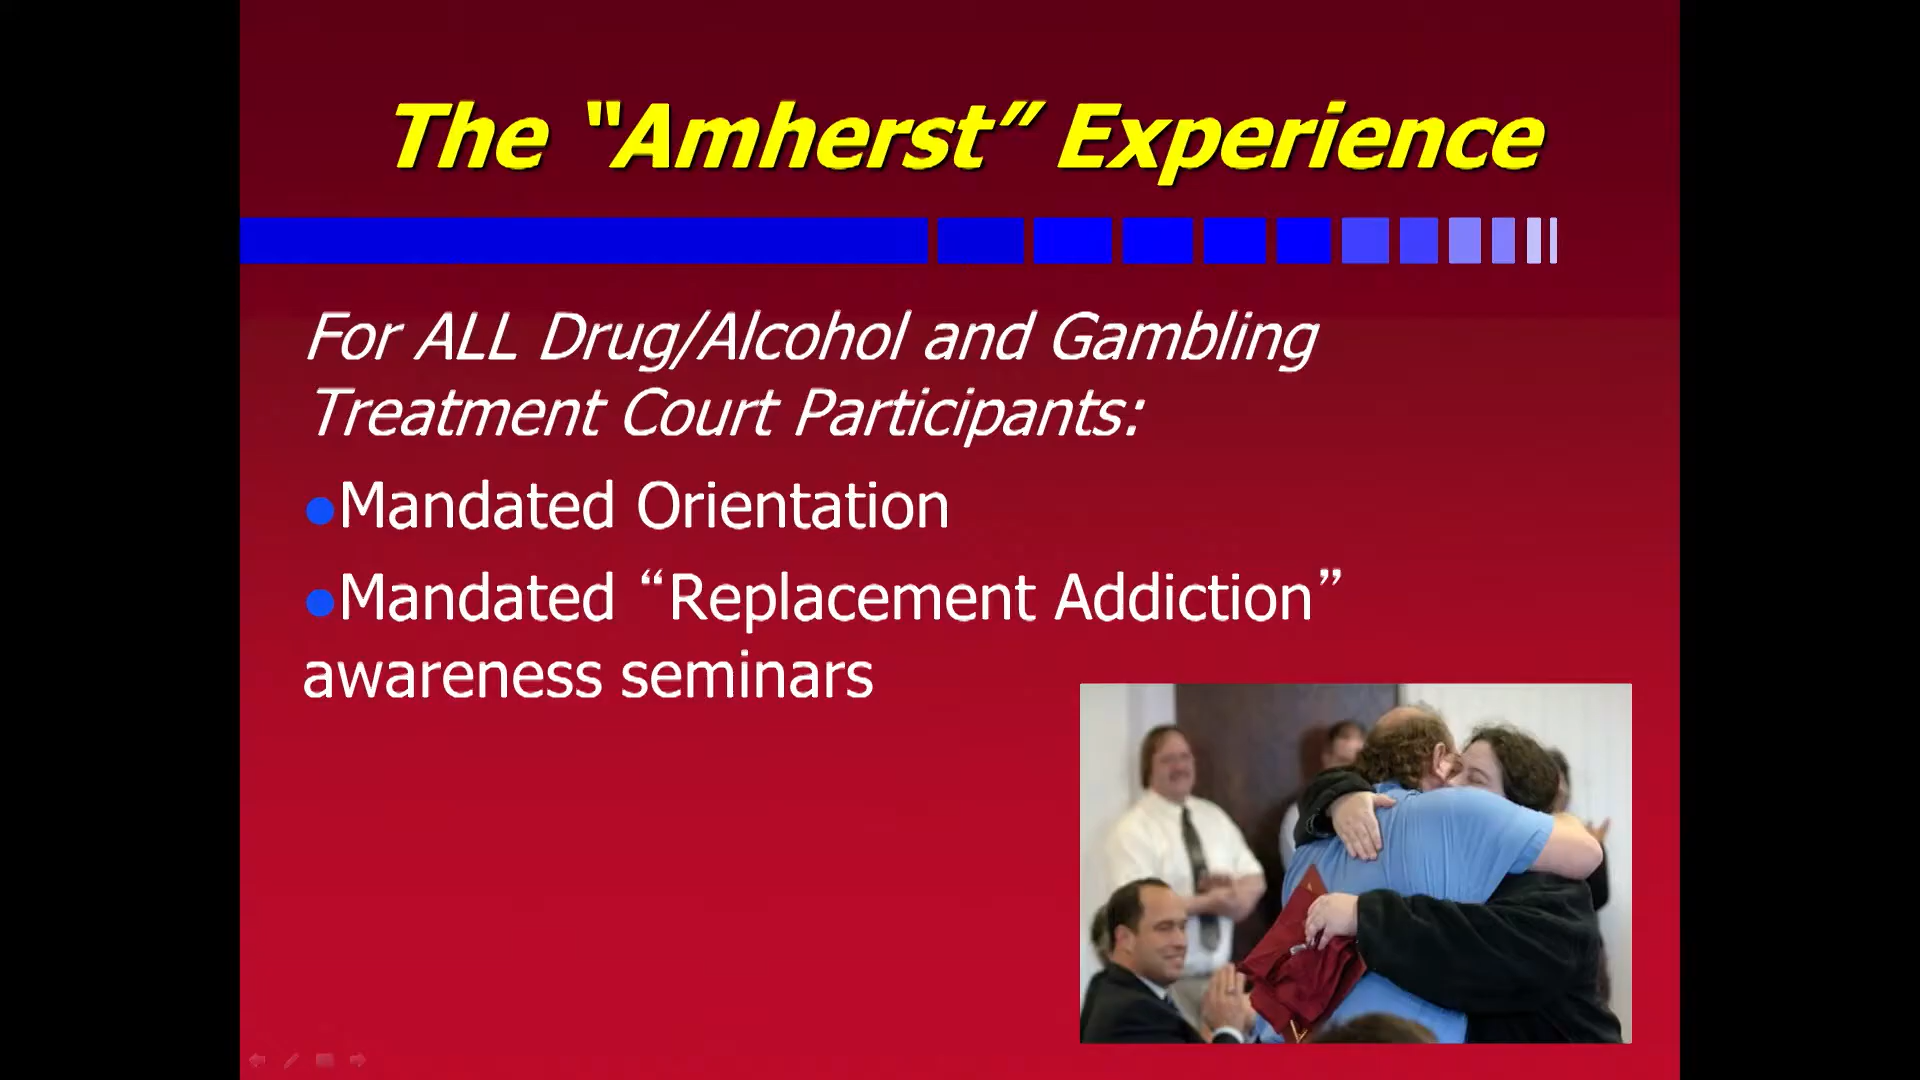 The “Amherst” Experience
For ALL Drug/Alcohol and Gambling
Treatment Court Participants:
●Mandated Orientation
●Mandated “Replacement Addiction”
awareness seminars